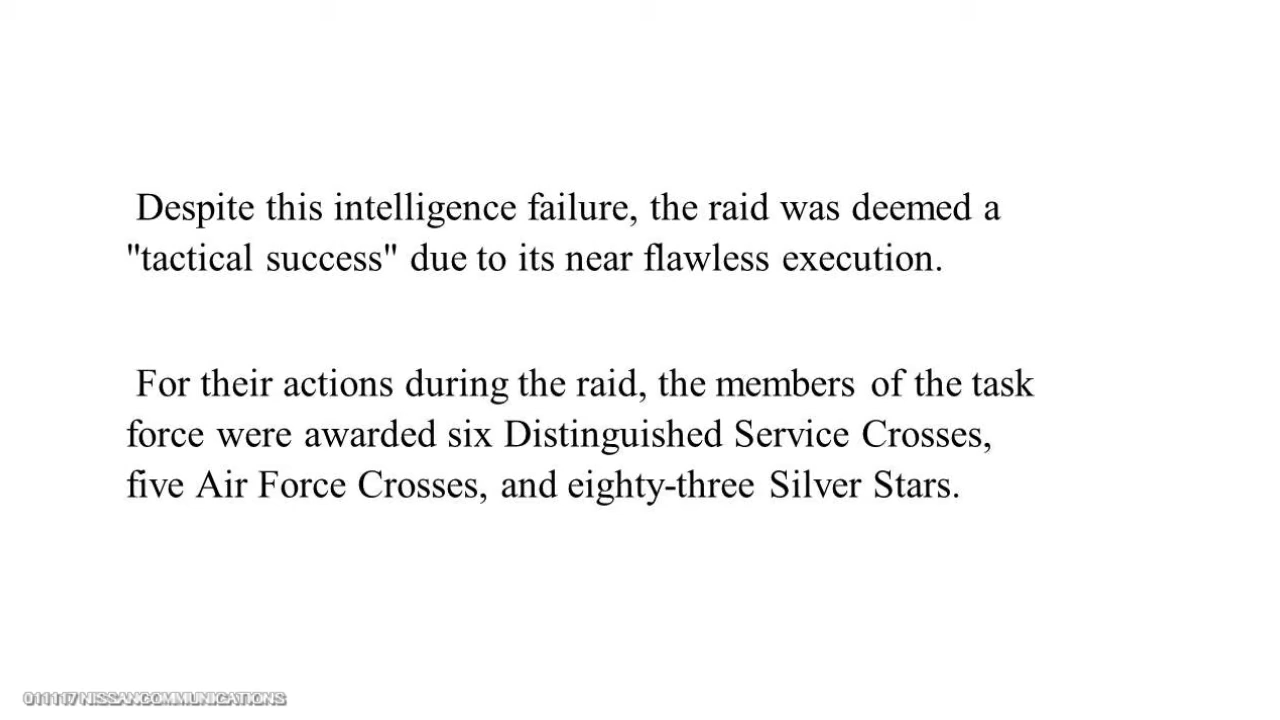 Despite this intelligence failure, the raid was deemed a
"tactical success" due to its near flawless execution.
For their actions during the raid, the members of the task
force were awarded six Distinguished Service Crosses,
five Air Force Crosses, and eighty-three Silver Stars.
011117 NISSANCOMMUNICATIONS